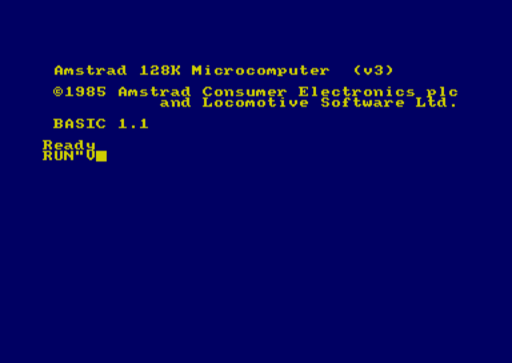 Amstrad 128K Microcomputer (v3)
©1985 Amstrad Consumer Electronics plc
and Locomotive Software Ltd.
BASIC 1.1
Ready
RUN"V